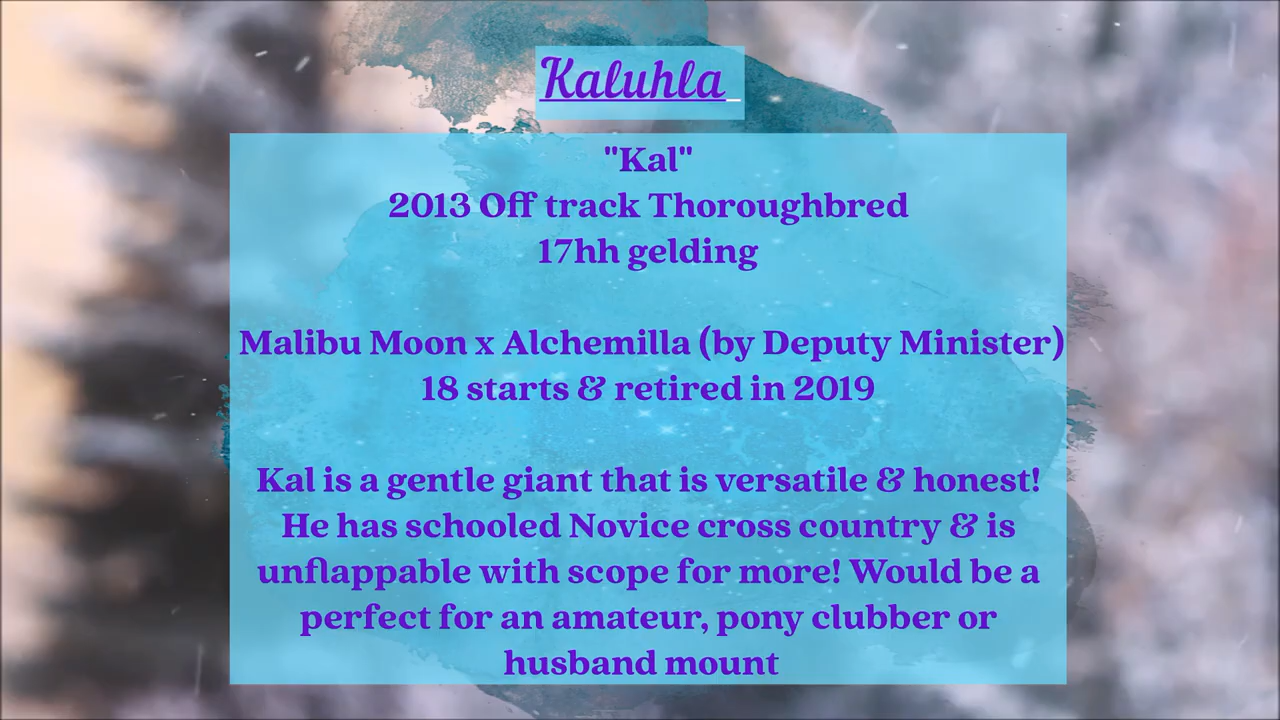 Kaluhla
"Kal"
2013 Off track Thoroughbred
17hh gelding
Malibu Moon x Alchemilla (by Deputy Minister)
18 starts & retired in 2019
Kal is a gentle giant that is versatile & honest!
He has schooled Novice cross country & is
unflappable with scope for more! Would be a
perfect for an amateur, pony clubber or
husband mount